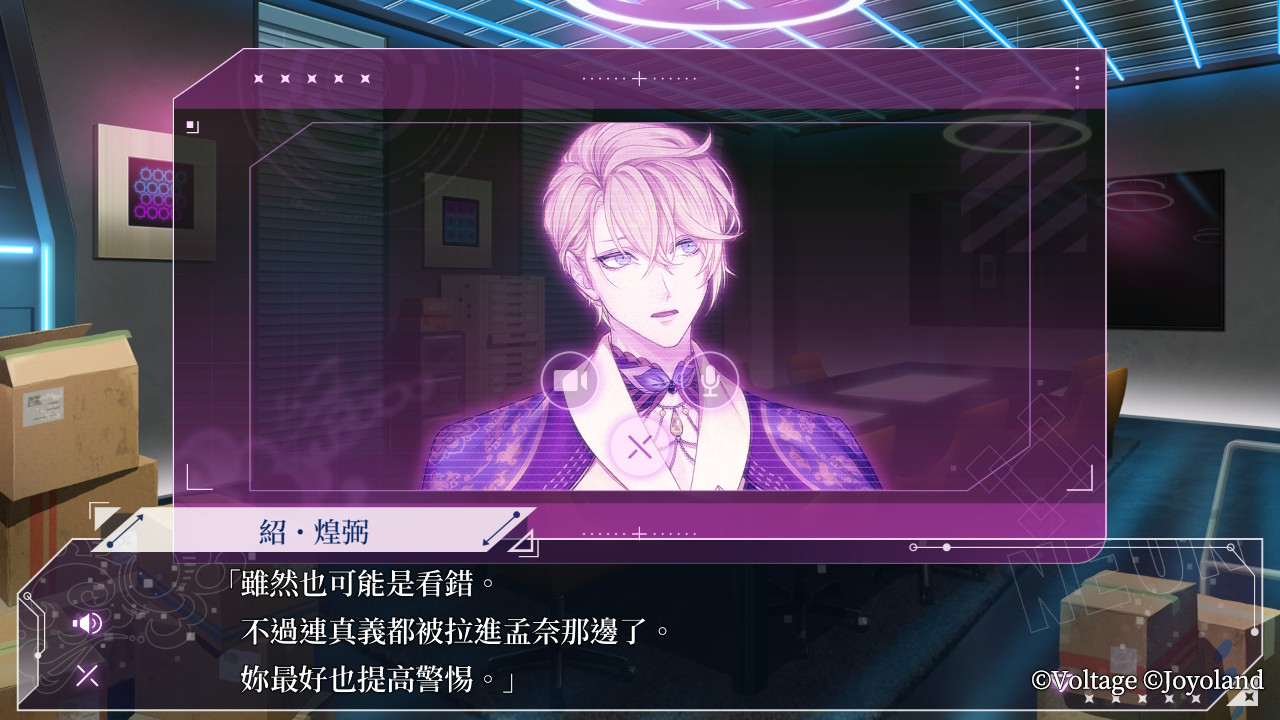 紹・煌弼
「雖然也可能是看錯。
不過連真義都被拉進孟奈那邊了。
妳最好也提高警惕。」
©Voltage ©Joyoland